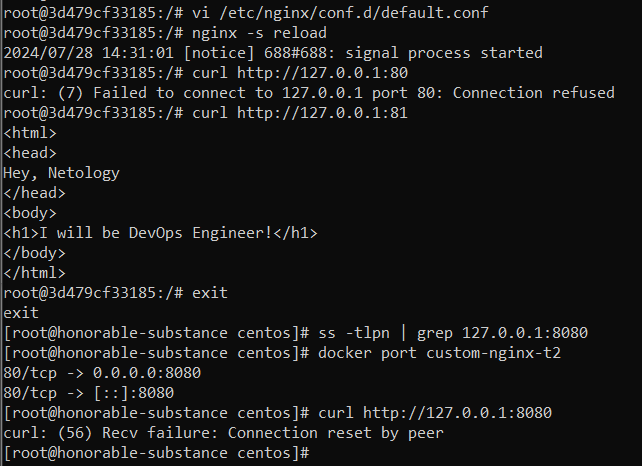 root@3d479cf33185:/# vi /etc/nginx/conf.d/default.conf
root@3d479cf33185:/# nginx -s reload
2024/07/28 14:31:01 [notice] 688#688: signal process started
root@3d479cf33185:/# curl http://127.0.0.1:80
curl: (7) Failed to connect to 127.0.0.1 port 80: Connection refused
root@3d479cf33185:/# curl http://127.0.0.1:81
<html>
<head>
Hey, Netology
</head>
<body>
<h1>I will be DevOps Engineer!</h1>
</body>
</html>
root@3d479cf33185:/# exit
exit
[root@honorable-substance centos]# ss -tlpn | grep 127.0.0.1:8080
[root@honorable-substance centos]# docker port custom-nginx-t2
80/tcp -> 0.0.0.0:8080
80/tcp -> [::]:8080
[root@honorable-substance centos]# curl http://127.0.0.1:8080
curl: (56) Recv failure: Connection reset by peer
[root@honorable-substance centos]#